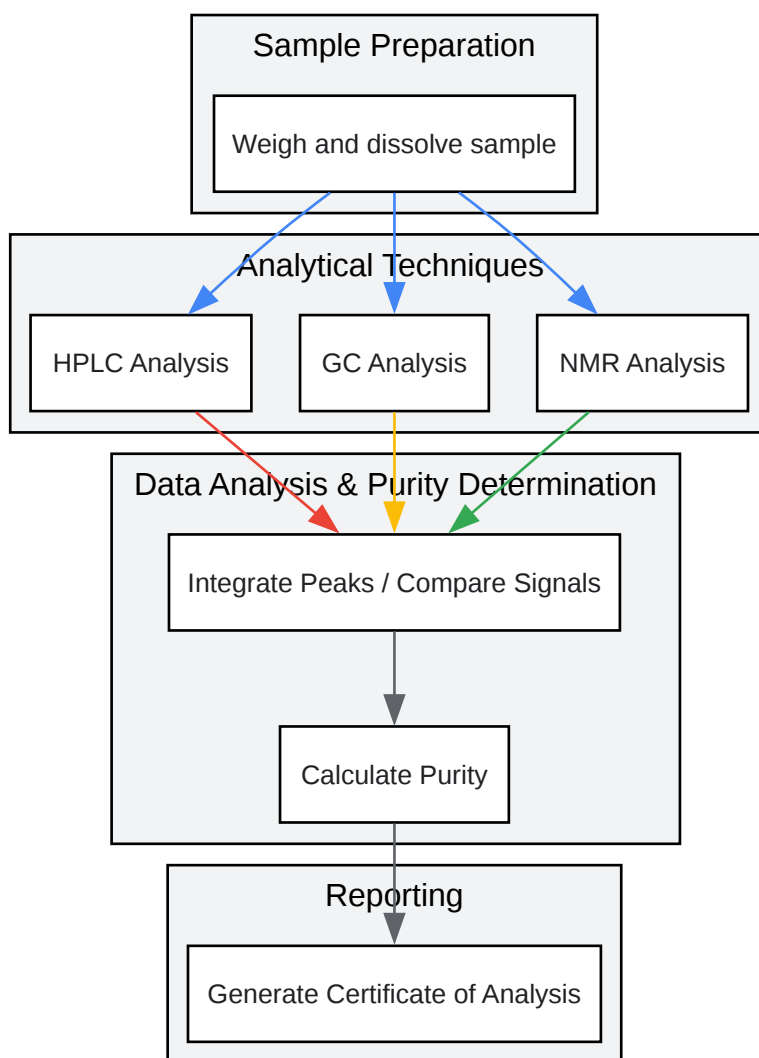 Sample Preparation
Weigh and dissolve sample
Analytical Techniques
HPLC Analysis
GC Analysis
NMR Analysis
Data Analysis & Purity Determination
Integrate Peaks / Compare Signals
Calculate Purity
Reporting
Generate Certificate of Analysis